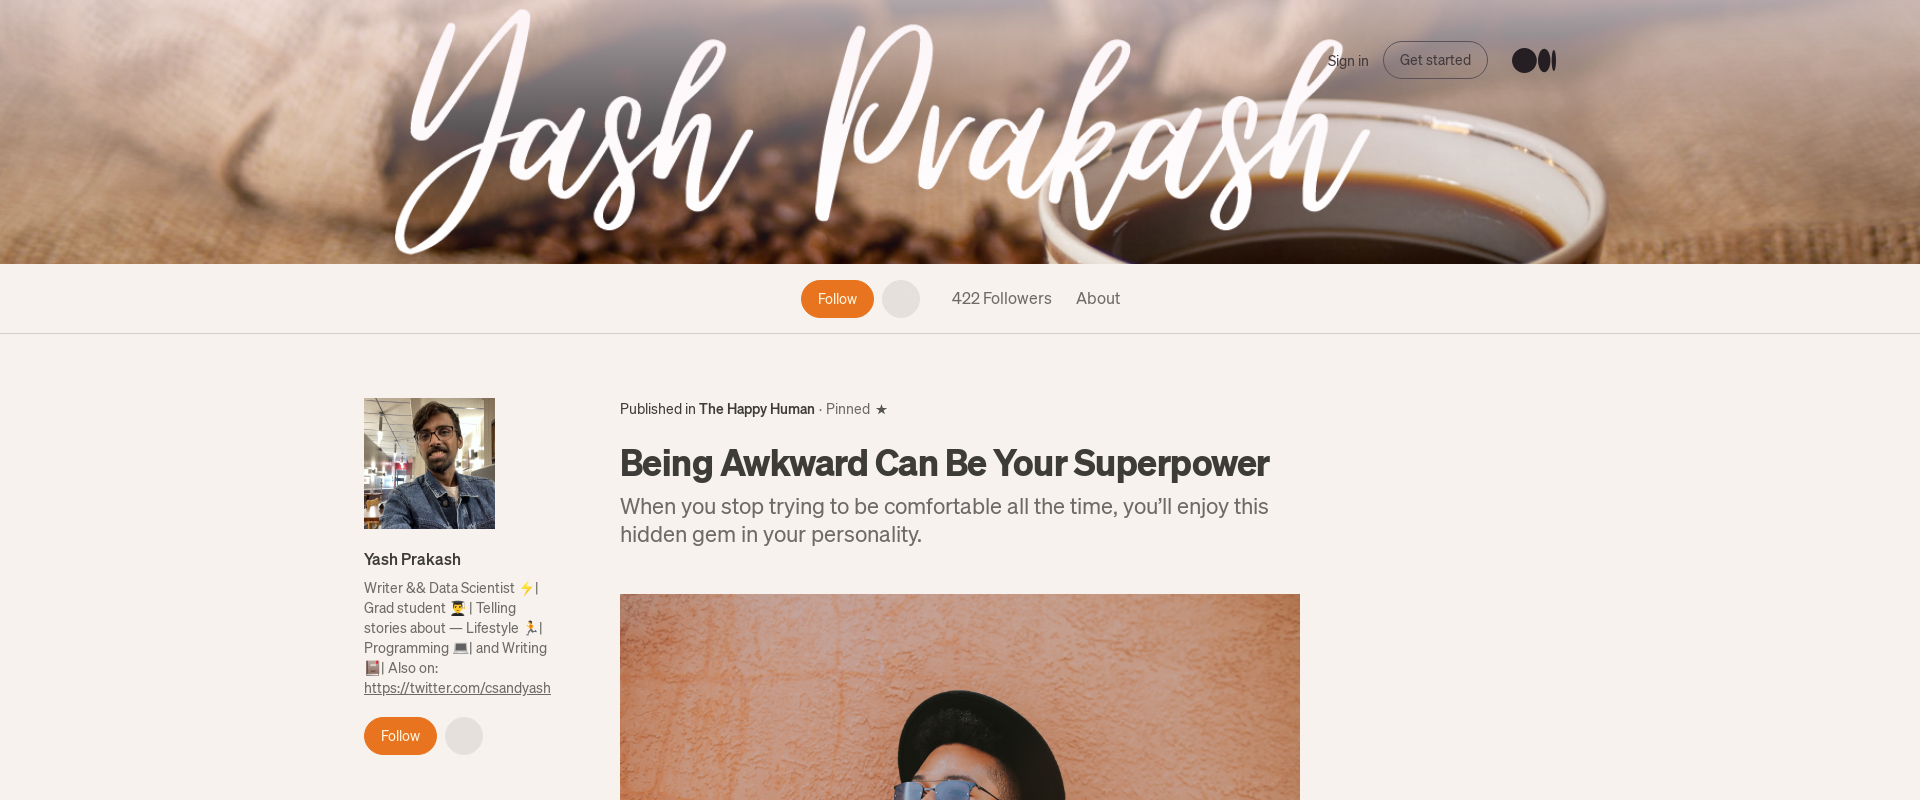 Yash Prakash
Sign in
Get started
Follow
422 Followers
About
Published in The Happy Human · Pinned ★
Being Awkward Can Be Your Superpower
When you stop trying to be comfortable all the time, you’ll enjoy this
hidden gem in your personality.
Yash Prakash
Writer && Data Scientist ⚡|
Grad student 👨‍🎓 | Telling
stories about — Lifestyle 🏃|
Programming 💻| and Writing
📔| Also on:
https://twitter.com/csandyash
Follow